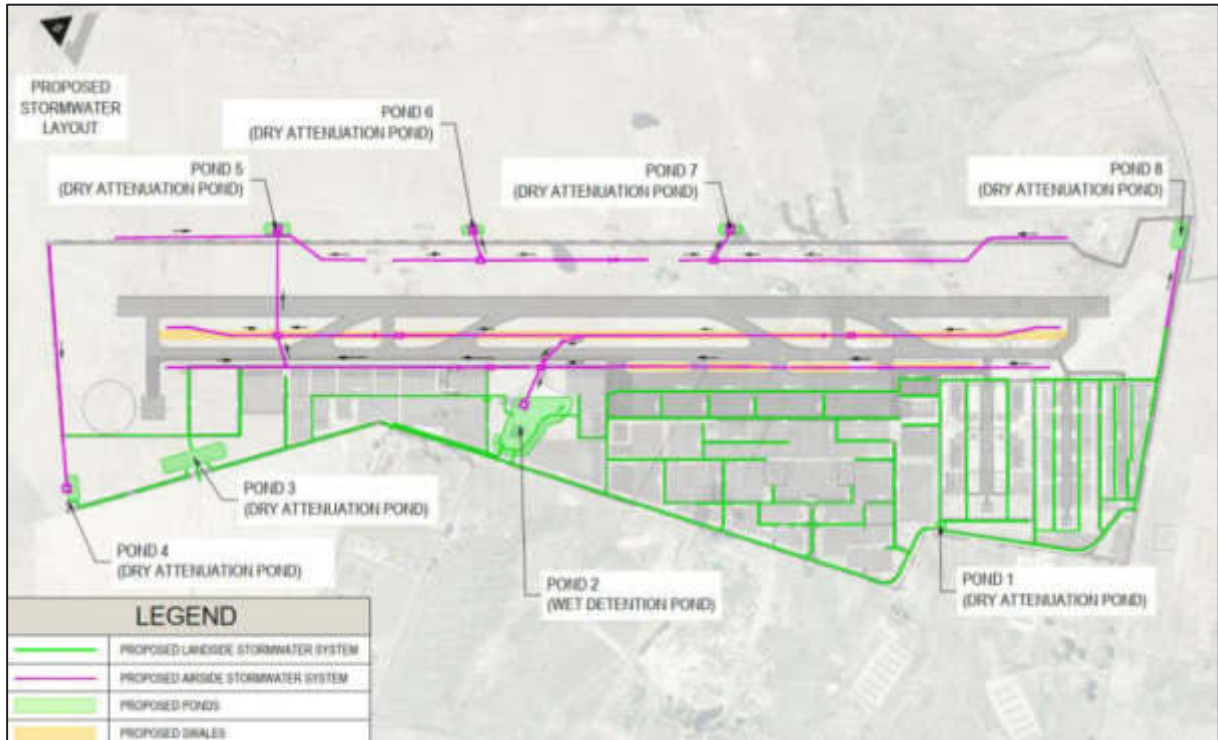 PROPOSED
STORMWATER
LAYOUT
POND 6
(DRY ATTENUATION POND)
POND 5
(DRY ATTENUATION POND)
POND 7
(DRY ATTENUATION POND)
POND 8
(DRY ATTENUATION POND)
POND 3
(DRY ATTENUATION POND)
POND 4
(DRY ATTENUATION POND)
POND 2
(WET DETENTION POND)
POND 1
(DRY ATTENUATION POND)
LEGEND
PROPOSED LANDSIDE STORMWATER SYSTEM
PROPOSED AIRSIDE STORMWATER SYSTEM
PROPOSED PONDS
PROPOSED SWALES